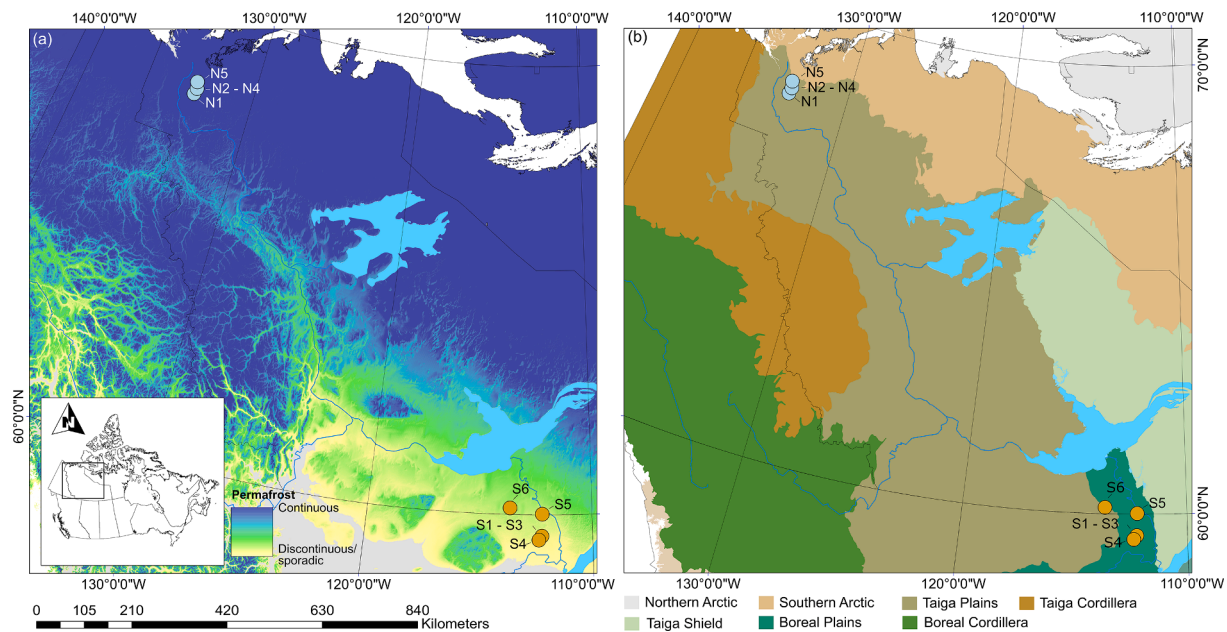 140°0'0"W 130°0'0"W 120°0'0"W 110°0'0"W
(a)
N5
N2 - N4
N1
60°0'0"N
N
Permafrost
Continuous
Discontinuous/
sporadic
S6
S5
S1 - S3
S4
130°0'0"W 120°0'0"W 110°0'0"W
0 105 210 420 630 840
Kilometers
140°0'0"W 130°0'0"W 120°0'0"W 110°0'0"W
(b)
N5
N2 - N4
N1
70°0'0"N
S6
S5
S1 - S3
S4
60°0'0"N
130°0'0"W 120°0'0"W 110°0'0"W
Northern Arctic Southern Arctic Taiga Plains Taiga Cordillera
Taiga Shield Boreal Plains Boreal Cordillera